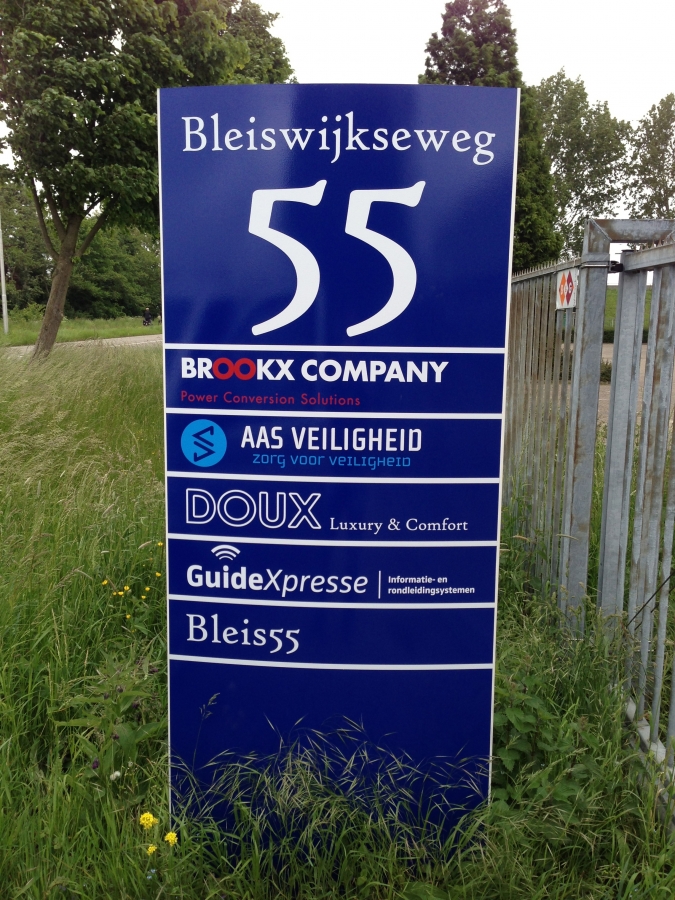 Bleiswijkseweg
55
BROOKX COMPANY
Power Conversion Solutions
AAS VEILIGHEID
zorg voor veiligheid
DOUX Luxury & Comfort
GuideXpresse
Informatie- en
rondleidingsystemen
Bleis55